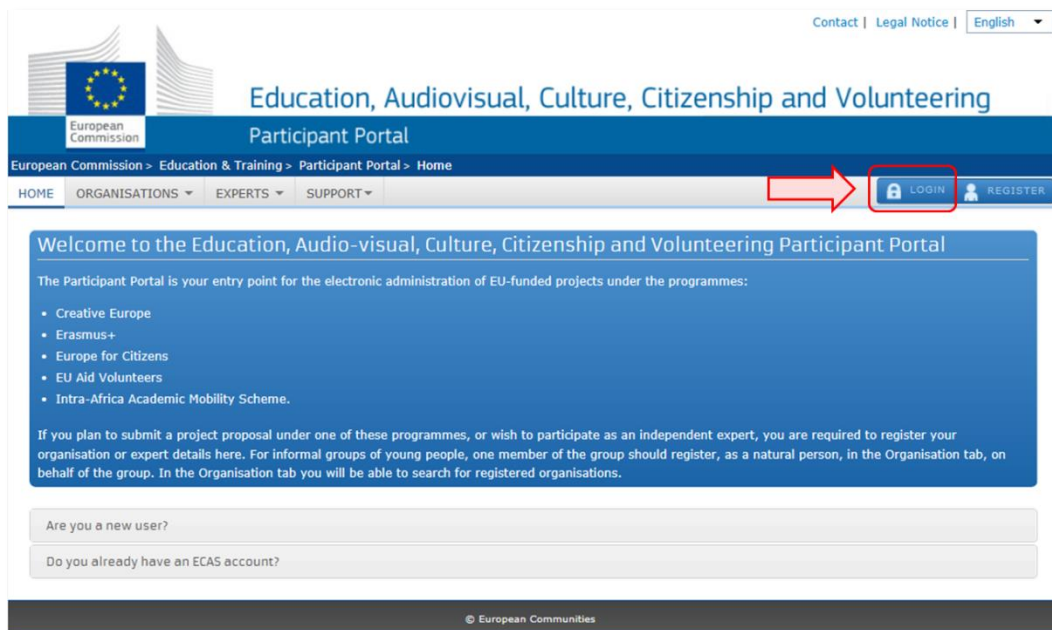 Contact | Legal Notice | English
Education, Audiovisual, Culture, Citizenship and Volunteering
European
Commission
Participant Portal
European Commission > Education & Training > Participant Portal > Home
HOME ORGANISATIONS EXPERTS SUPPORT LOGIN REGISTER
Welcome to the Education, Audio-visual, Culture, Citizenship and Volunteering Participant Portal
The Participant Portal is your entry point for the electronic administration of EU-funded projects under the programmes:
• Creative Europe
• Erasmus+
• Europe for Citizens
• EU Aid Volunteers
• Intra-Africa Academic Mobility Scheme.
If you plan to submit a project proposal under one of these programmes, or wish to participate as an independent expert, you are required to register your
organisation or expert details here. For informal groups of young people, one member of the group should register, as a natural person, in the Organisation tab, on
behalf of the group. In the Organisation tab you will be able to search for registered organisations.
Are you a new user?
Do you already have an ECAS account?
© European Communities